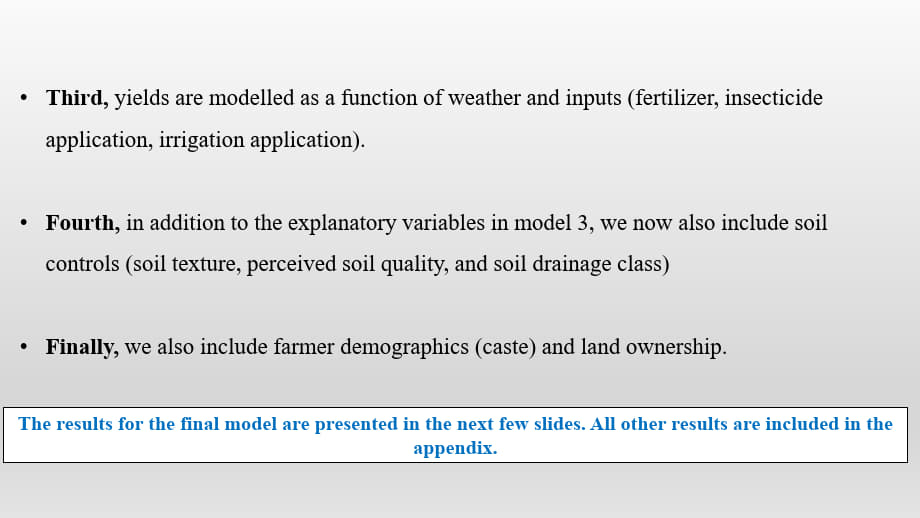 • Third, yields are modelled as a function of weather and inputs (fertilizer, insecticide
application, irrigation application).
• Fourth, in addition to the explanatory variables in model 3, we now also include soil
controls (soil texture, perceived soil quality, and soil drainage class)
• Finally, we also include farmer demographics (caste) and land ownership.
The results for the final model are presented in the next few slides. All other results are included in the
appendix.